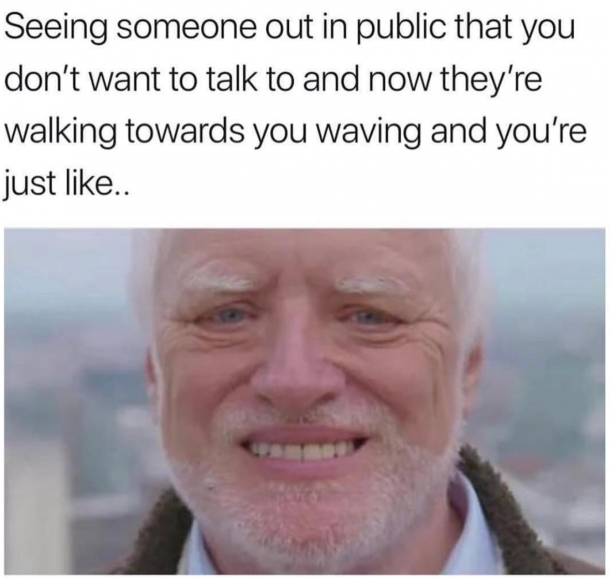 Seeing someone out in public that you
don't want to talk to and now they're
walking towards you waving and you're
just like..